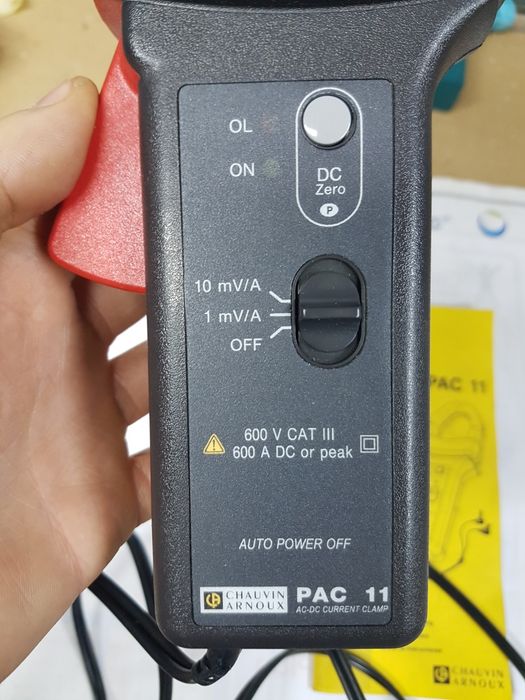 OL
ON
DC
Zero
P
10 mV/A
1 mV/A
OFF
600 V CAT III
600 A DC or peak
AUTO POWER OFF
CHAUVIN
ARNOUX
PAC 11
AC-DC CURRENT CLAMP
PAC 11
CHAUVIN
ARNOUX